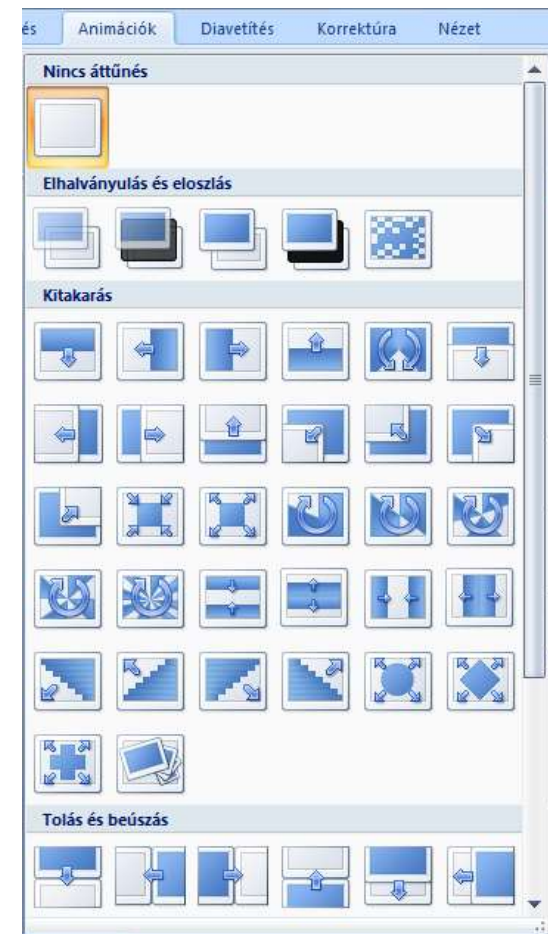 és Animációk Diavetítés Korrektúra Nézet
Nincs áttűnés
Elhalványulás és eloszlás
Kitakarás
Tolás és beúszás